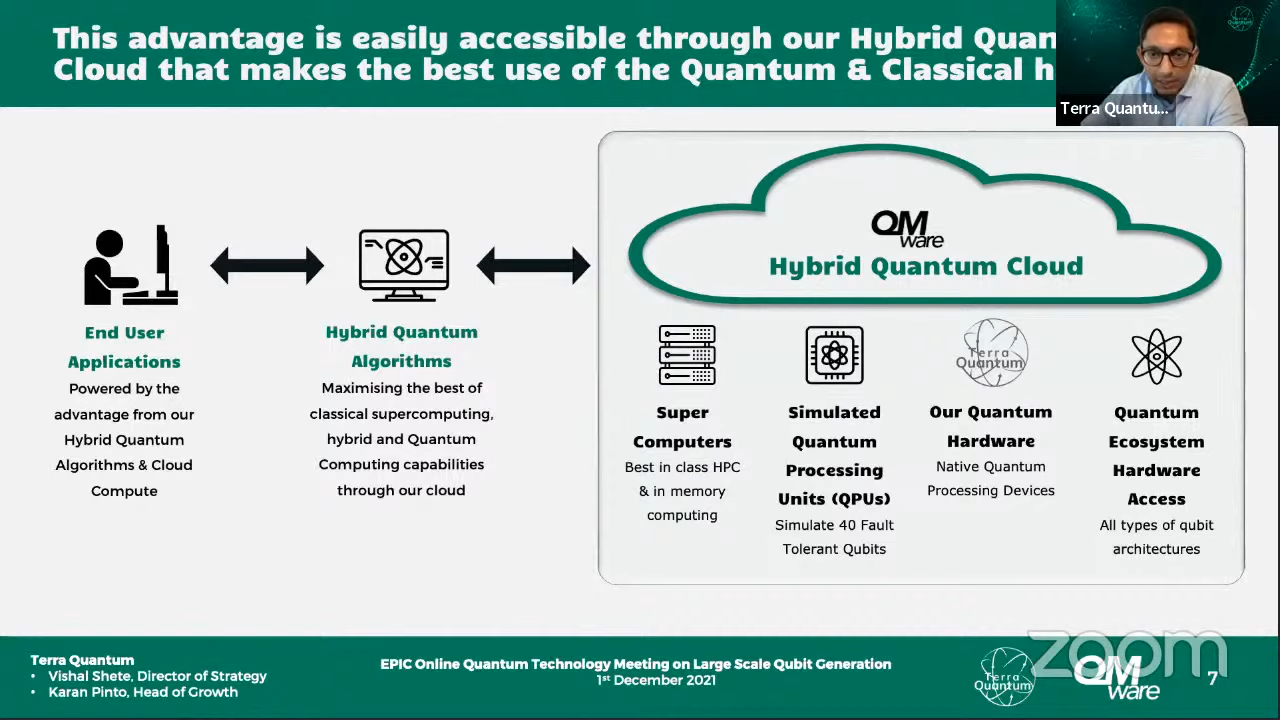 This advantage is easily accessible through our Hybrid Quan
Cloud that makes the best use of the Quantum & Classical h
Terra Quantu...
QM
ware
Hybrid Quantum Cloud
End User
Applications
Powered by the
advantage from our
Hybrid Quantum
Algorithms & Cloud
Compute
Hybrid Quantum
Algorithms
Maximising the best of
classical supercomputing,
hybrid and Quantum
Computing capabilities
through our cloud
Super
Computers
Best in class HPC
& in memory
computing
Simulated
Quantum
Processing
Units (QPUs)
Simulate 40 Fault
Tolerant Qubits
Terra
Quantum
Our Quantum
Hardware
Native Quantum
Processing Devices
Quantum
Ecosystem
Hardware
Access
All types of qubit
architectures
Terra Quantum
• Vishal Shete, Director of Strategy
• Karan Pinto, Head of Growth
EPIC Online Quantum Technology Meeting on Large Scale Qubit Generation
1st December 2021
Terra
Quantum
zoom
QM
ware
7